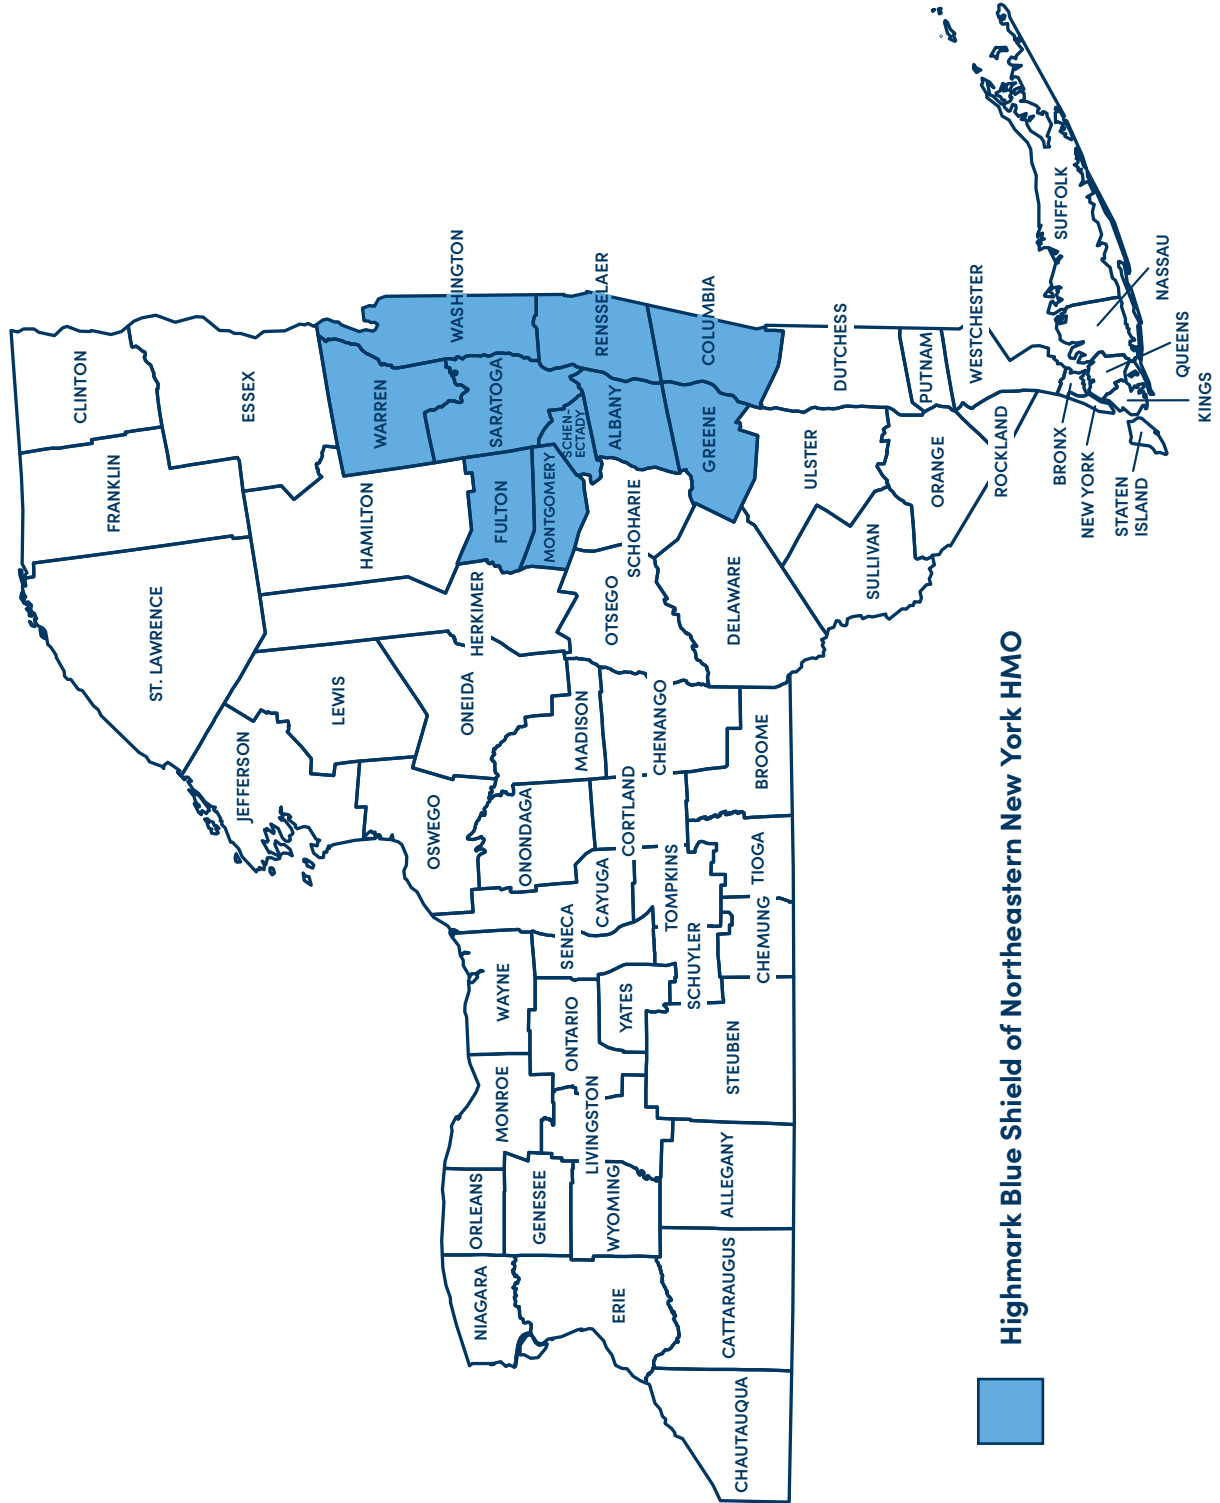 CLINTON
FRANKLIN
ST. LAWRENCE
ESSEX
HAMILTON
HERKIMER
LEWIS
JEFFERSON
WARREN
WASHINGTON
SARATOGA
FULTON
MONTGOMERY
SCHEN-
ECTADY
ONEIDA
OSWEGO
RENSSELAER
ALBANY
SCHOHARIE
OTSEGO
MADISON
ONONDAGA
CORTLAND
CHENANGO
CAYUGA
SENECA
WAYNE
ONTARIO
YATES
MONROE
LIVINGSTON
ORLEANS
GENESEE
WYOMING
NIAGARA
ERIE
COLUMBIA
GREENE
DELAWARE
BROOME
TIOGA
TOMPKINS
CHEMUNG
SCHUYLER
STEUBEN
ALLEGANY
CATTARAUGUS
CHAUTAUQUA
DUTCHESS
ULSTER
SULLIVAN
ORANGE
PUTNAM
WESTCHESTER
ROCKLAND
SUFFOLK
NASSAU
QUEENS
KINGS
BRONX
NEW YORK
STATEN
ISLAND
Highmark Blue Shield of Northeastern New York HMO